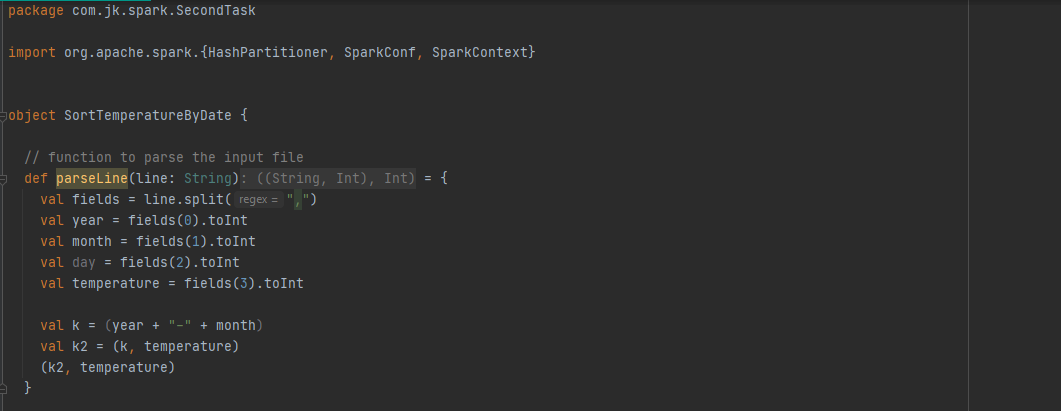 package com.jk.spark.SecondTask
import org.apache.spark.{HashPartitioner, SparkConf, SparkContext}
object SortTemperatureByDate {
// function to parse the input file
def parseLine(line: String): ((String, Int), Int) = {
val fields = line.split( regex = ",")
val year = fields(0).toInt
val month = fields(1).toInt
val day = fields(2).toInt
val temperature = fields(3).toInt
val k = (year + "-" + month)
val k2 = (k, temperature)
(k2, temperature)
}